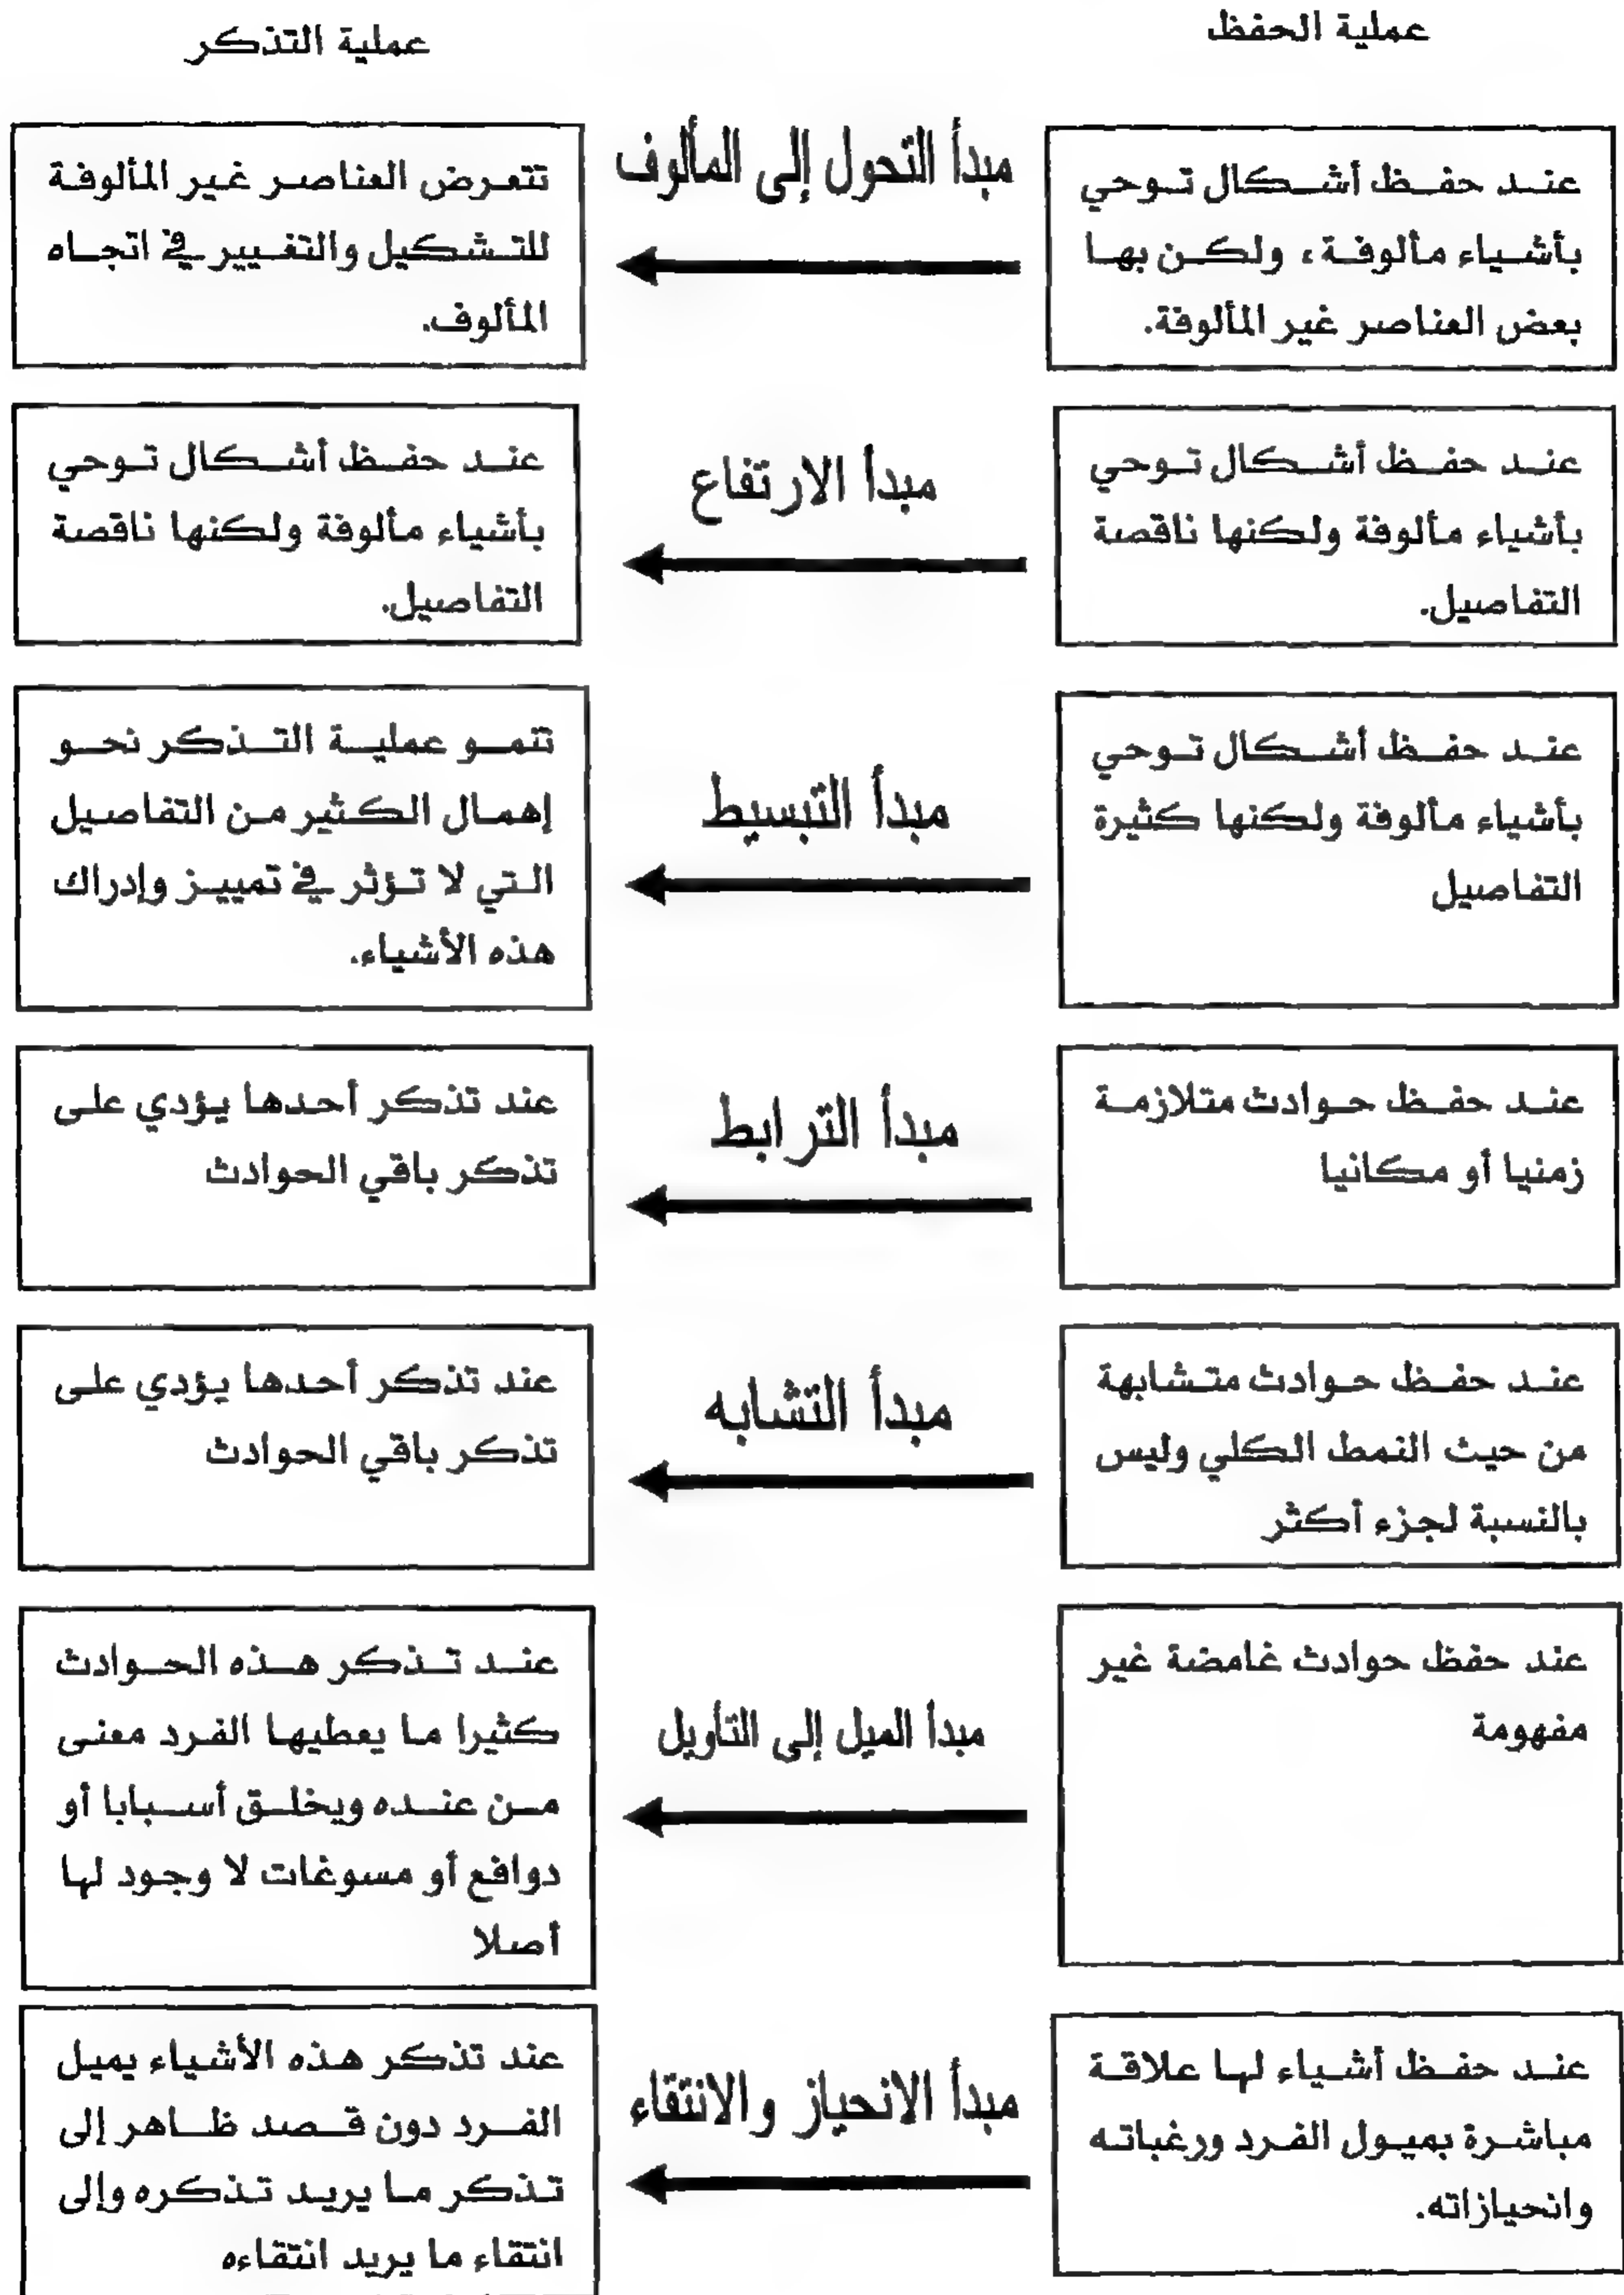 عملية الحفظ
عملية التذكر
عند حفظ أشكال توحي
بأشياء مألوفة، ولكن بها
بعض العناصر غير المألوفة.
مبدأ التحول إلى المألوف
تتعرض العناصر غير المألوفة
للتشكيل والتغيير في اتجاه
المألوف.
عند حفظ أشكال توحي
بأشياء مألوفة ولكنها ناقصة
التفاصيل.
مبدأ الارتفاع
عند حفظ أشكال توحي
بأشياء مألوفة ولكنها ناقصة
التفاصيل.
عند حفظ أشكال توحي
بأشياء مألوفة ولكنها كثيرة
التفاصيل
مبدأ التبسيط
تنمو عملية التذكر نحو
إهمال الكثير من التفاصيل
التي لا تؤثر في تمييز وإدراك
هذه الأشياء.
عند حفظ حوادث متلازمة
زمنيا أو مكانيا
مبدأ الترابط
عند تذكر أحدها يؤدي على
تذكر باقي الحوادث
عند حفظ حوادث متشابهة
من حيث النمط الكلي وليس
بالنسبة لجزء أكثر
مبدأ التشابه
عند تذكر أحدها يؤدي على
تذكر باقي الحوادث
عند حفظ حوادث غامضة غير
مفهومة
مبدأ الميل إلى التأويل
عند تذكر هذه الحوادث
كثيرا ما يعطيها الفرد معنى
من عنده ويخلق أسبابا أو
دوافع أو مسوغات لا وجود لها
أصلا
عند حفظ أشياء لها علاقة
مباشرة بميول الفرد ورغباته
وانحيازاته.
مبدأ الانحياز والانتقاء
عند تذكر هذه الأشياء يميل
الفرد دون قصد ظاهر إلى
تذكر ما يريد تذكره وإلى
انتقاء ما يريد انتقاءه